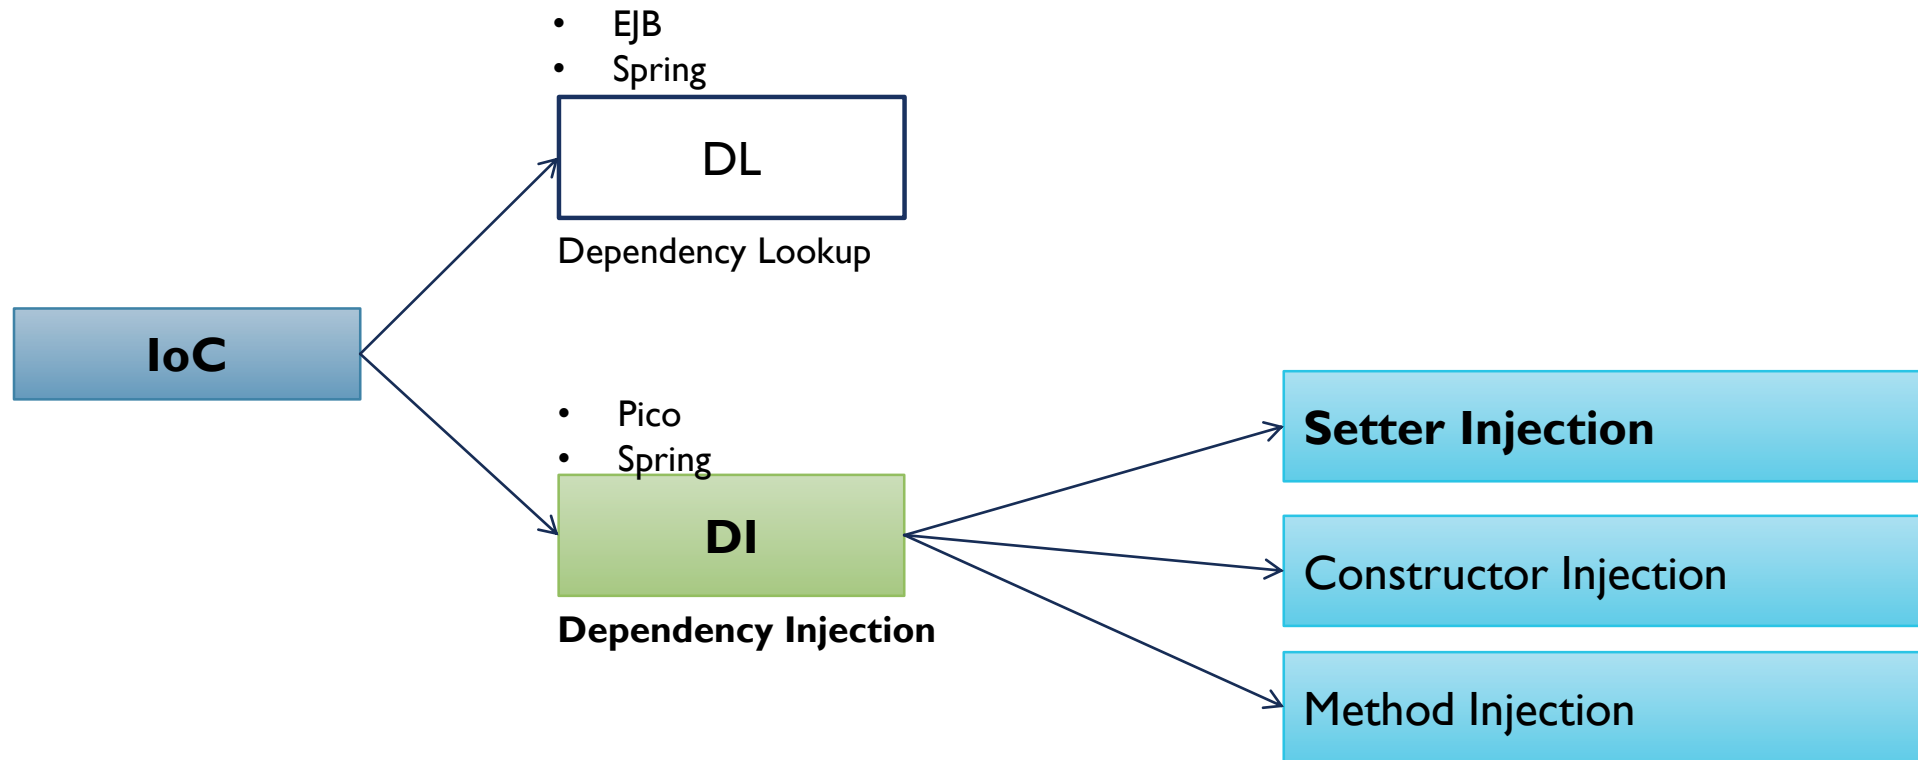 • EJB
• Spring
DL
Dependency Lookup
IoC
• Pico
• Spring
DI
Dependency Injection
Setter Injection
Constructor Injection
Method Injection